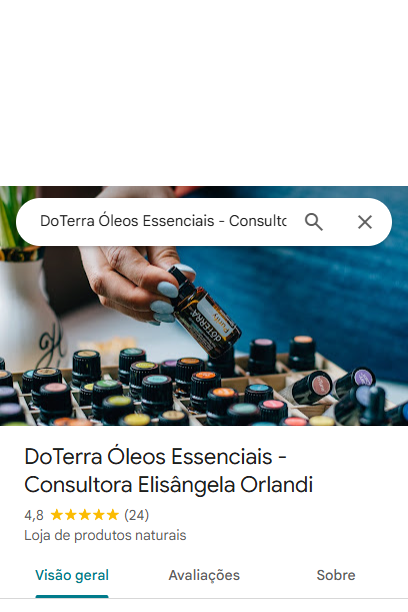 DoTerra Óleos Essenciais - Consulto
dōTERRA
DoTerra Óleos Essenciais -
Consultora Elisângela Orlandi
4,8 ★★★★★ (24)
Loja de produtos naturais
Visão geral Avaliações Sobre